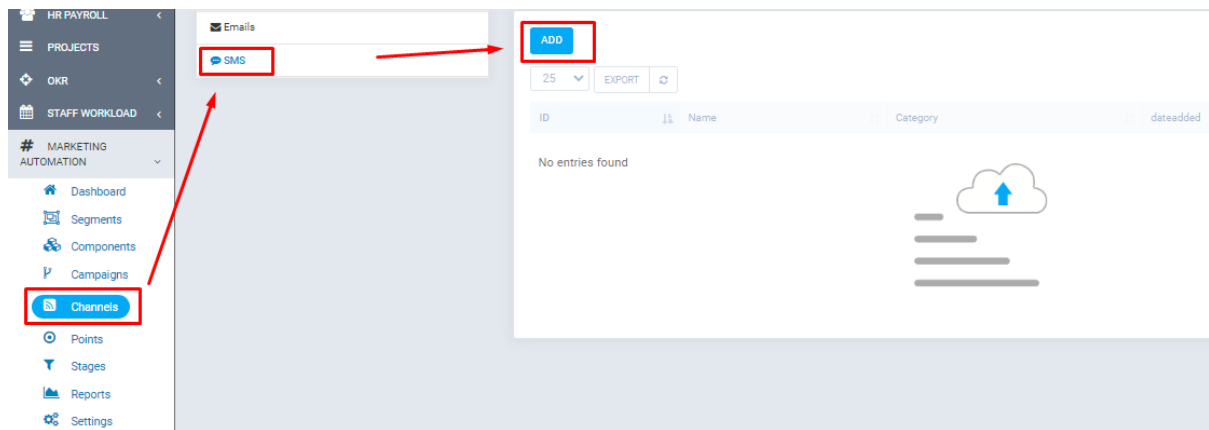 HR PAYROLL
PROJECTS
OKR
STAFF WORKLOAD
MARKETING
AUTOMATION
Dashboard
Segments
Components
Campaigns
Channels
Points
Stages
Reports
Settings
Emails
SMS
ADD
25 EXPORT
ID Name Category dateadded
No entries found